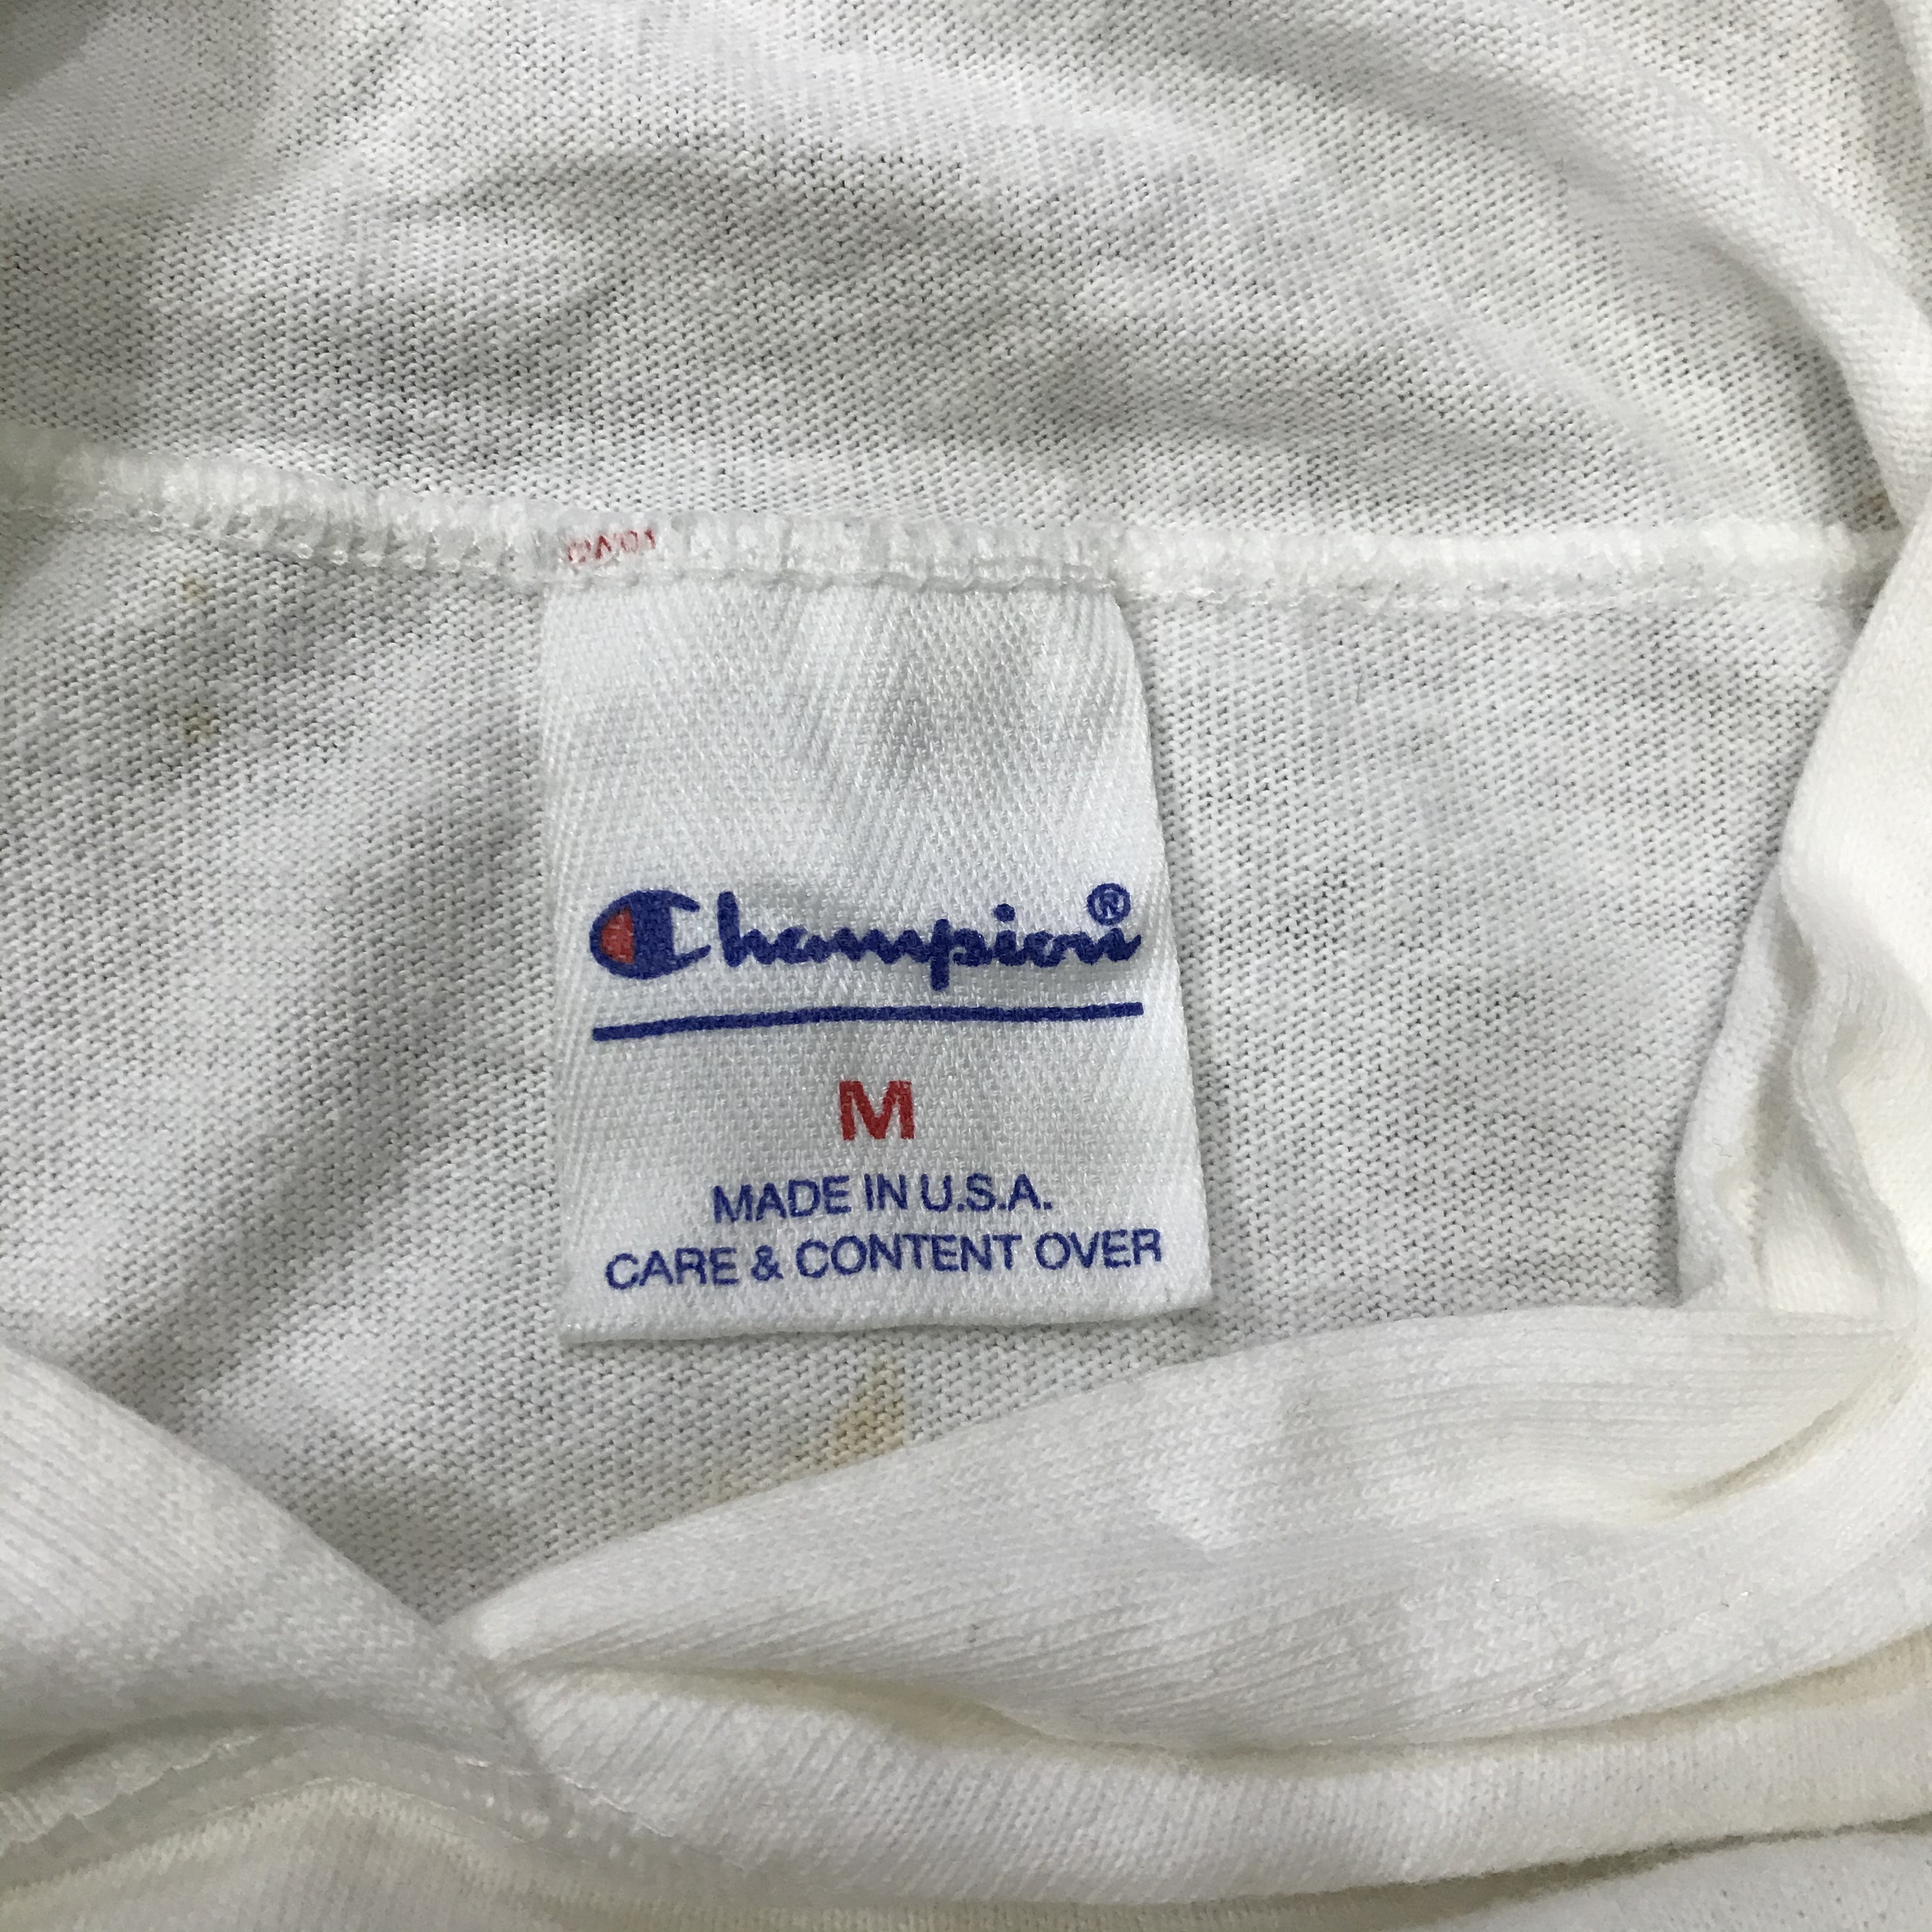 Champion®
M
MADE IN U.S.A.
CARE & CONTENT OVER